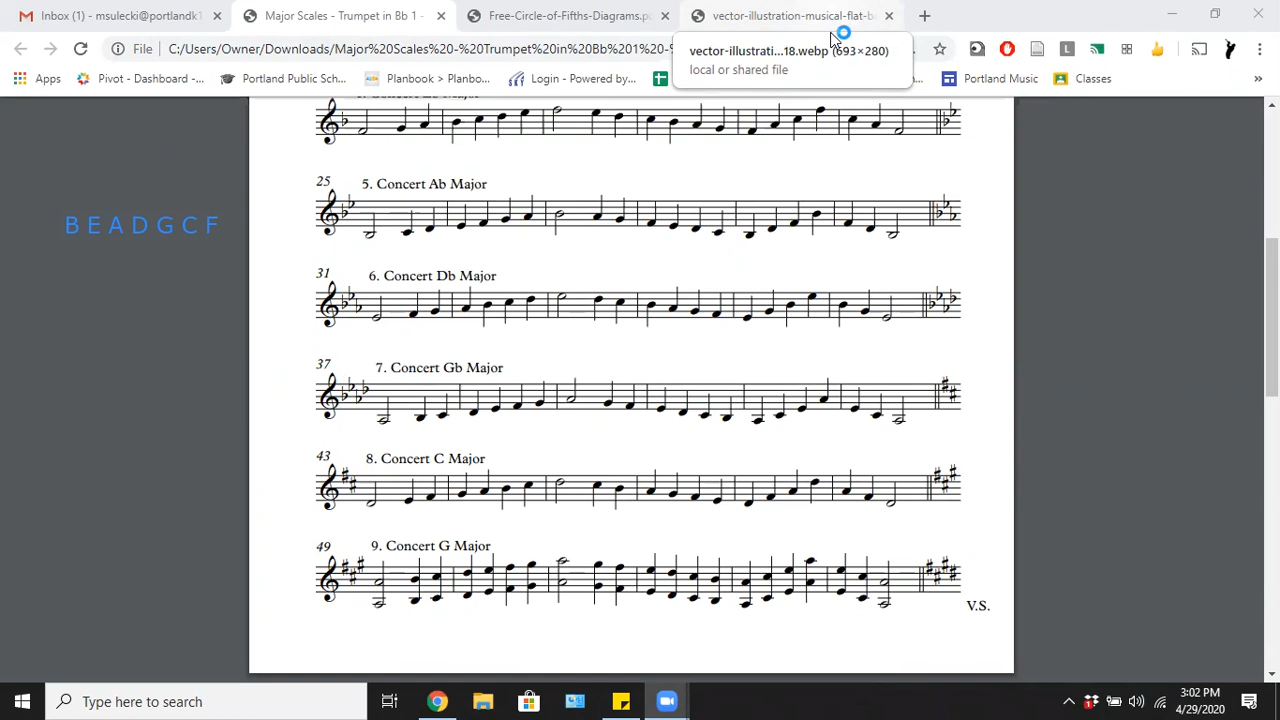 Inbox (1) - msulecki@portlandk1
Major Scales - Trumpet in Bb 1 -
Free-Circle-of-Fifths-Diagrams.p
vector-illustration-musical-flat-b
File
C:/Users/Owner/Downloads/Major%20Scales%20-%20Trumpet%20in%20Bb%201%20-%
vector-illustrati...18.webp (693×280)
local or shared file
Apps
Pivot - Dashboard
Portland Public Sch...
Planbook > Planbo...
Login - Powered by...
Portland Music
Classes
»
25
5. Concert Ab Major
B E A D G C F
31
6. Concert Db Major
37
7. Concert Gb Major
43
8. Concert C Major
49
9. Concert G Major
V.S.
Type here to search
3:02 PM
4/29/2020